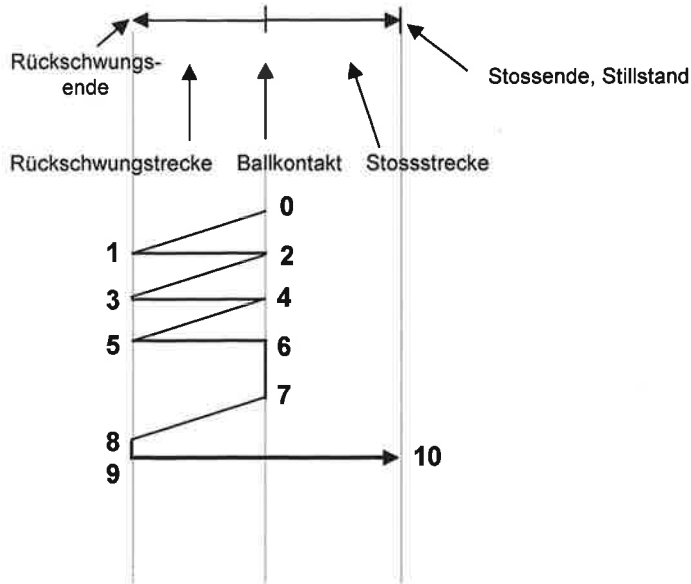 Rückschwungs-
ende
Stossende, Stillstand
Rückschwungstrecke Ballkontakt Stossstrecke
0
1 2
3 4
5 6
7
8
9 10